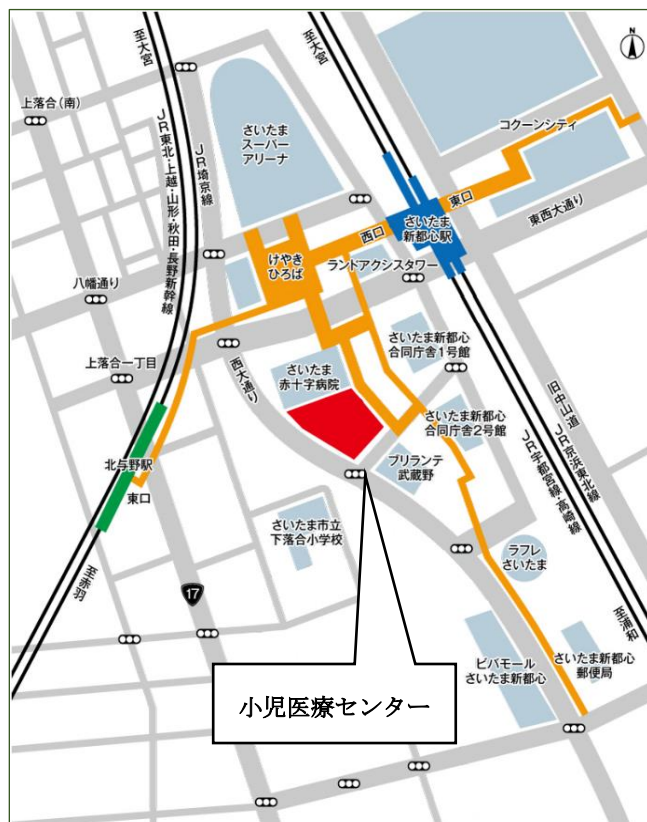 N
至大宮
至大宮
上落合(南)
コクーンシティ
さいたま
スーパー
アリーナ
JR埼京線
JR東北・上越・山形・秋田・長野新幹線
東口
東西大通り
西口
さいたま
新都心駅
けやき
ひろば
ランドアクシスタワー
八幡通り
上落合一丁目
西大通り
さいたま
赤十字病院
さいたま新都心
合同庁舎1号館
旧中山道
JR京浜東北線
JR宇都宮線・高崎線
さいたま新都心
合同庁舎2号館
北与野駅
東口
ブリランテ
武蔵野
さいたま市立
下落合小学校
ラフレ
さいたま
至赤羽
17
至浦和
小児医療センター
ビバモール
さいたま新都心
さいたま新都心
郵便局